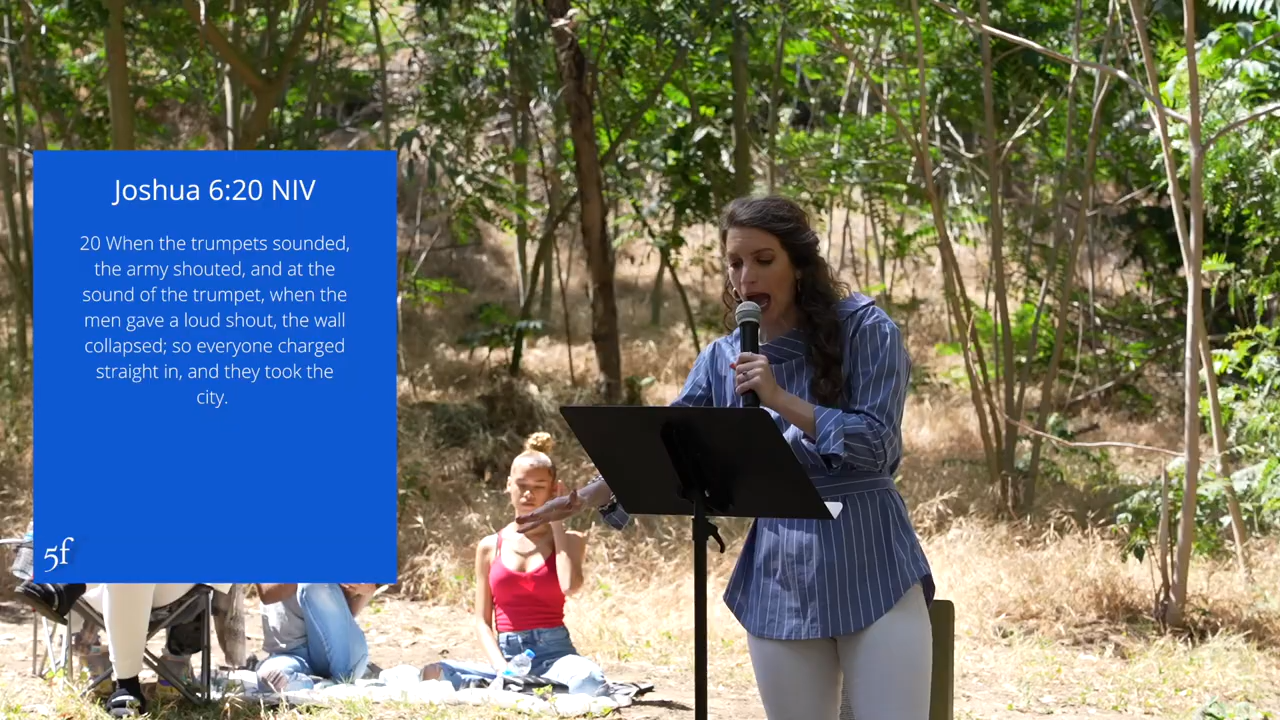 Joshua 6:20 NIV
20 When the trumpets sounded,
the army shouted, and at the
sound of the trumpet, when the
men gave a loud shout, the wall
collapsed; so everyone charged
straight in, and they took the
city.
5f